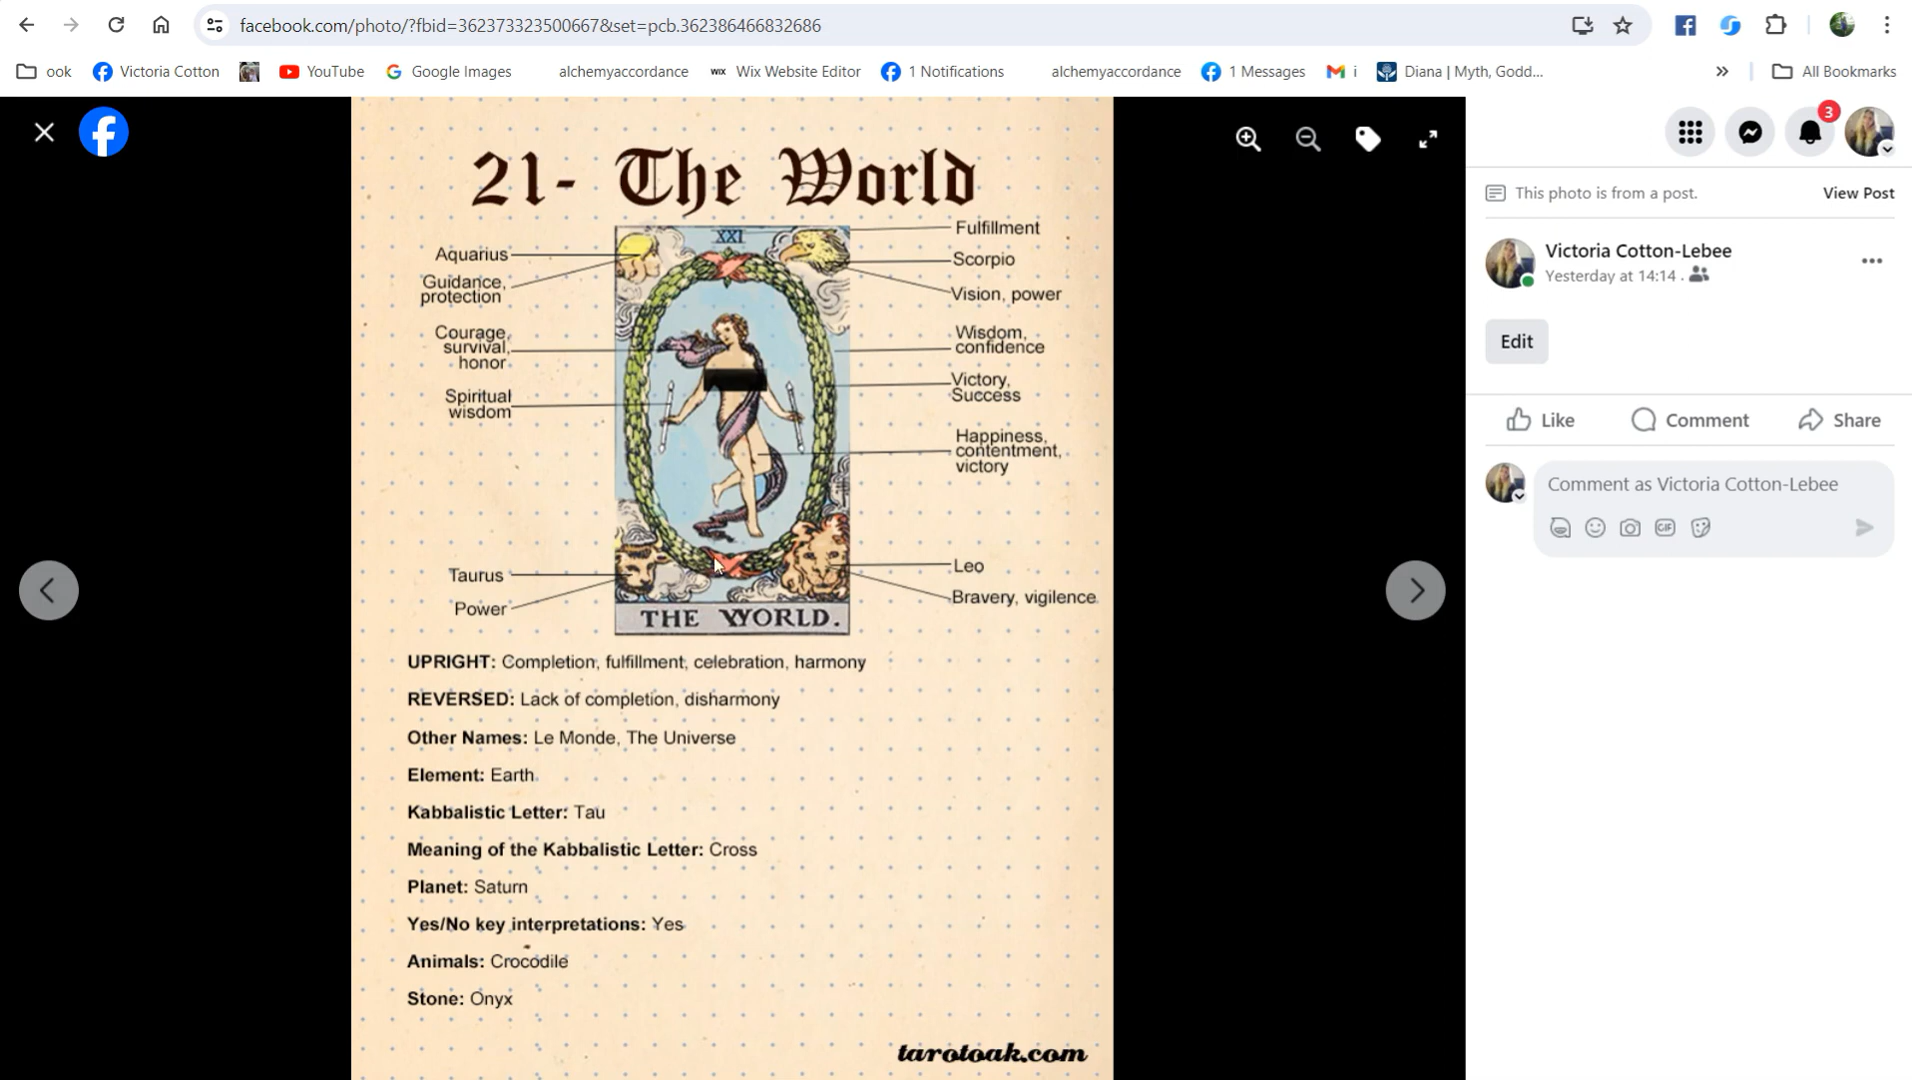 facebook.com/photo/?fbid=362373323500667&set=pcb.362386466832686
ook
Victoria Cotton
YouTube
Google Images
alchemyaccordance
Wix Website Editor
1 Notifications
alchemyaccordance
1 Messages
i
Diana | Myth, Godd...
All Bookmarks
21- The World
XXI
Aquarius
Guidance,
protection
Courage,
survival,
honor
Spiritual
wisdom
Taurus
Power
Fulfillment
Scorpio
Vision, power
Wisdom,
confidence
Victory,
Success
Happiness,
contentment,
victory
Leo
Bravery, vigilence
THE WORLD.
UPRIGHT: Completion, fulfillment, celebration, harmony
REVERSED: Lack of completion, disharmony
Other Names: Le Monde, The Universe
Element: Earth
Kabbalistic Letter: Tau
Meaning of the Kabbalistic Letter: Cross
Planet: Saturn
Yes/No key interpretations: Yes
Animals: Crocodile
Stone: Onyx
tarotoak.com
3
This photo is from a post.
View Post
Victoria Cotton-Lebee
Yesterday at 14:14 ·
Edit
Like
Comment
Share
Comment as Victoria Cotton-Lebee
GIF